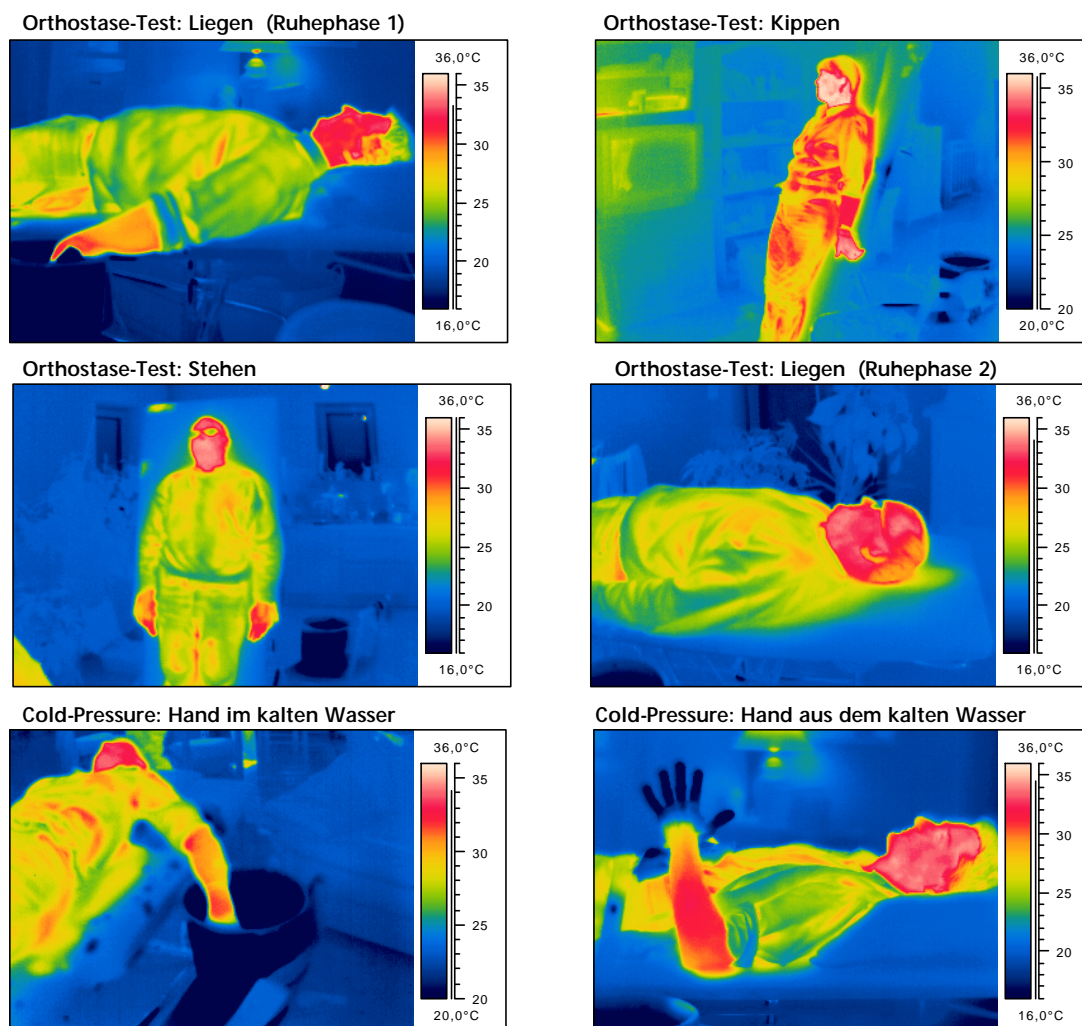 Orthostase-Test: Liegen (Ruhephase 1)
36,0°C
35
30
25
20
16,0°C
Orthostase-Test: Kippen
36,0°C
35
30
25
20
20,0°C
Orthostase-Test: Stehen
36,0°C
35
30
25
20
16,0°C
Orthostase-Test: Liegen (Ruhephase 2)
36,0°C
35
30
25
20
16,0°C
Cold-Pressure: Hand im kalten Wasser
36,0°C
35
30
25
20
20,0°C
Cold-Pressure: Hand aus dem kalten Wasser
36,0°C
35
30
25
20
16,0°C